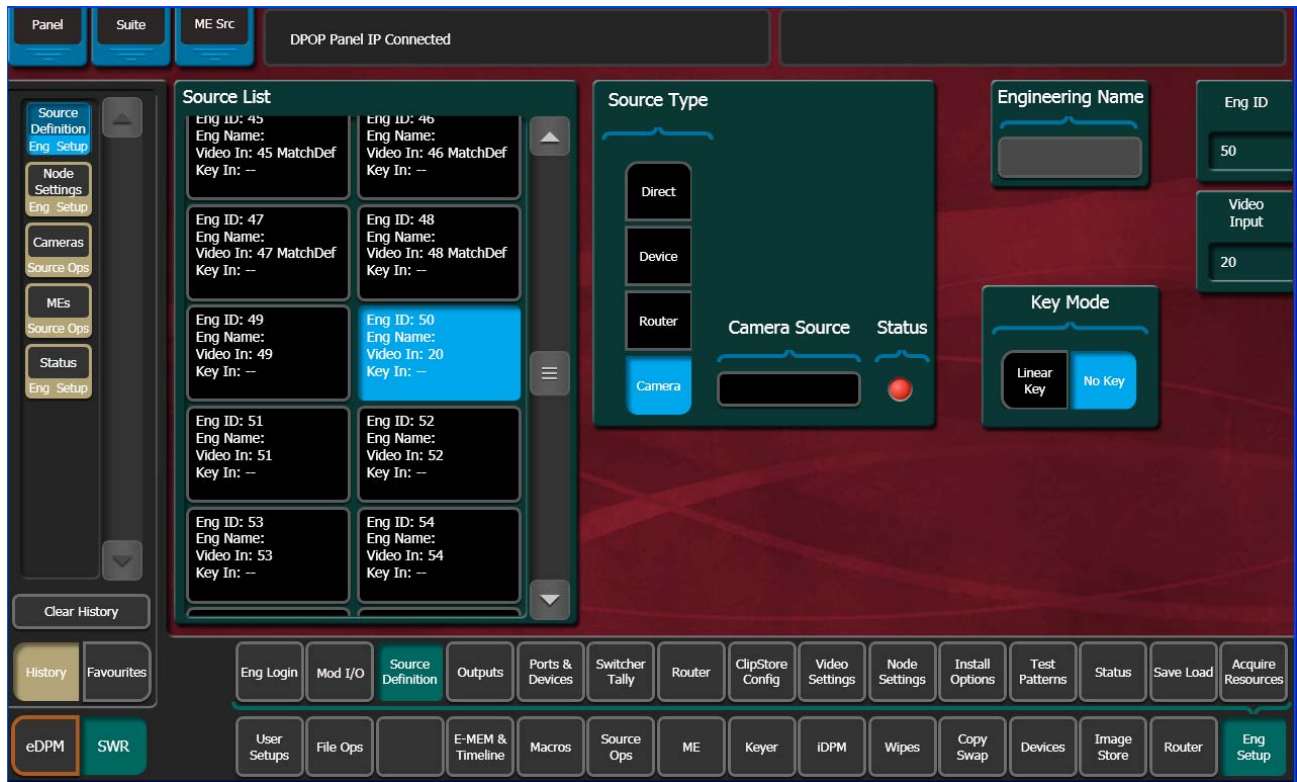 Panel
Suite
ME Src
DPOP Panel IP Connected
Source
Definition
Eng Setup
Node
Settings
Eng Setup
Cameras
Source Ops
MEs
Source Ops
Status
Eng Setup
Clear History
History
Favourites
eDPM
SWR
Source List
Eng ID: 45
Eng Name:
Video In: 45 MatchDef
Key In: --
Eng ID: 46
Eng Name:
Video In: 46 MatchDef
Key In: --
Eng ID: 47
Eng Name:
Video In: 47 MatchDef
Key In: --
Eng ID: 48
Eng Name:
Video In: 48 MatchDef
Key In: --
Eng ID: 49
Eng Name:
Video In: 49
Key In: --
Eng ID: 50
Eng Name:
Video In: 20
Key In: --
Eng ID: 51
Eng Name:
Video In: 51
Key In: --
Eng ID: 52
Eng Name:
Video In: 52
Key In: --
Eng ID: 53
Eng Name:
Video In: 53
Key In: --
Eng ID: 54
Eng Name:
Video In: 54
Key In: --
Source Type
Direct
Device
Router
Camera
Camera Source
Status
Engineering Name
Eng ID
50
Video
Input
20
Key Mode
Linear
Key
No Key
Eng Login
Mod I/O
Source
Definition
Outputs
Ports &
Devices
Switcher
Tally
Router
ClipStore
Config
Video
Settings
Node
Settings
Install
Options
Test
Patterns
Status
Save Load
Acquire
Resources
User
Setups
File Ops
E-MEM &
Timeline
Macros
Source
Ops
ME
Keyer
iDPM
Wipes
Copy
Swap
Devices
Image
Store
Router
Eng
Setup